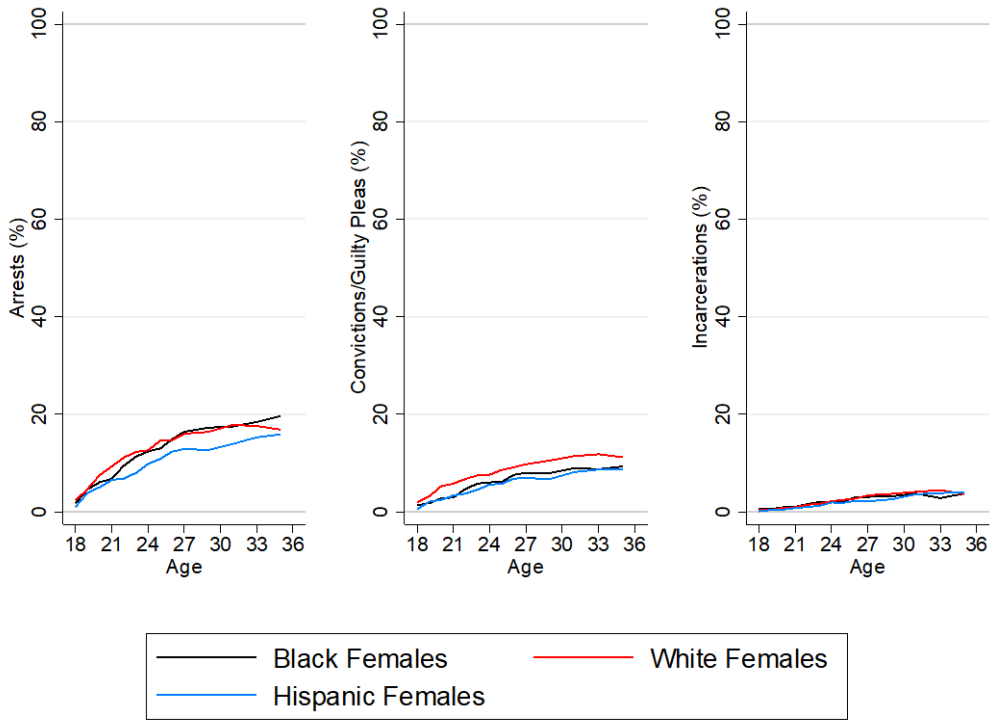 Arrests (%)
100
80
60
40
20
0
18 21 24 27 30 33 36
Age
Convictions/Guilty Pleas (%)
100
80
60
40
20
0
18 21 24 27 30 33 36
Age
Incarcerations (%)
100
80
60
40
20
0
18 21 24 27 30 33 36
Age
Black Females
White Females
Hispanic Females